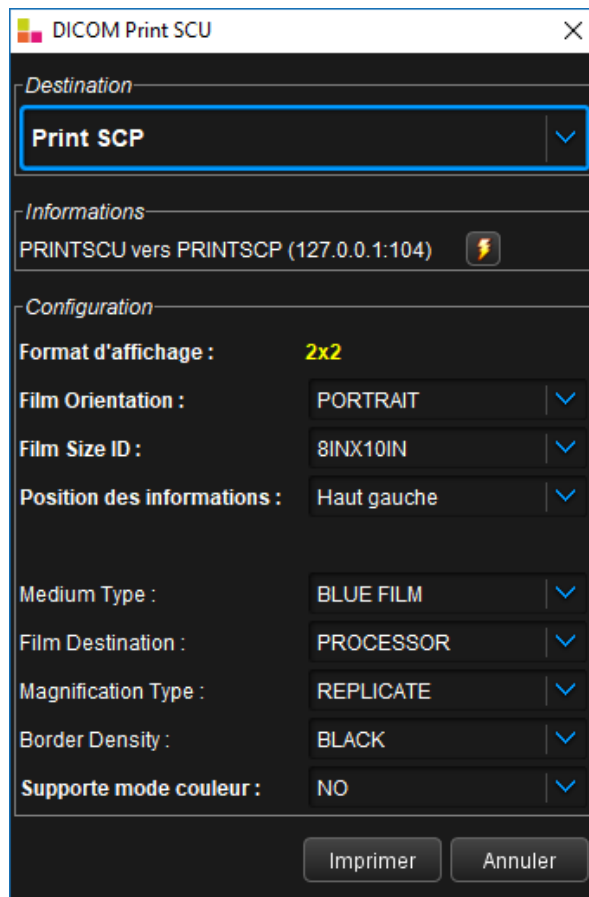 DICOM Print SCU
Destination
Print SCP
Informations
PRINTSCU vers PRINTSCP (127.0.0.1:104)
Configuration
Format d'affichage : 2x2
Film Orientation : PORTRAIT
Film Size ID : 8INX10IN
Position des informations : Haut gauche
Medium Type : BLUE FILM
Film Destination : PROCESSOR
Magnification Type : REPLICATE
Border Density : BLACK
Supporte mode couleur : NO
Imprimer Annuler